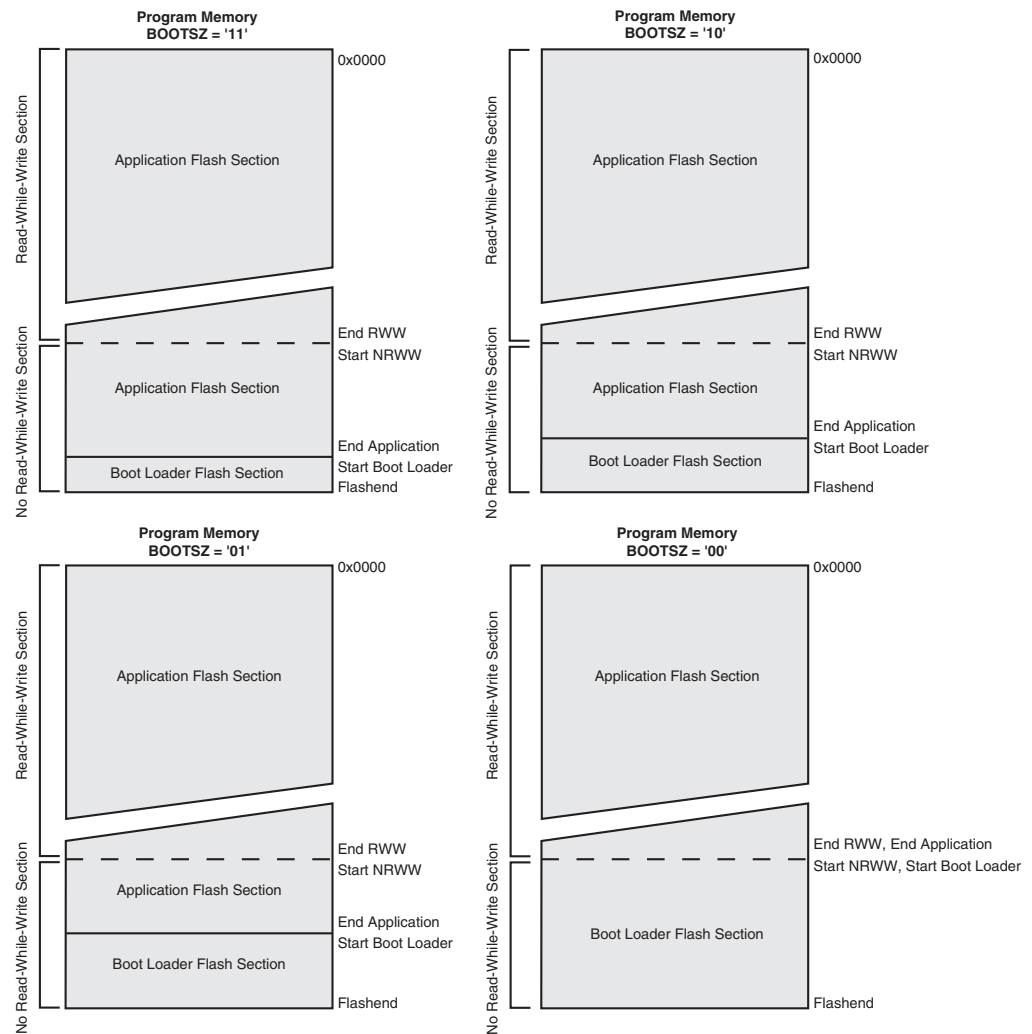 Program Memory
BOOTSZ = '11'
0x0000
Read-While-Write Section
Application Flash Section
End RWW
Start NRWW
No Read-While-Write Section
Application Flash Section
End Application
Start Boot Loader
Boot Loader Flash Section
Flashend
Program Memory
BOOTSZ = '10'
0x0000
Read-While-Write Section
Application Flash Section
End RWW
Start NRWW
No Read-While-Write Section
Application Flash Section
End Application
Start Boot Loader
Boot Loader Flash Section
Flashend
Program Memory
BOOTSZ = '01'
0x0000
Read-While-Write Section
Application Flash Section
End RWW
Start NRWW
No Read-While-Write Section
Application Flash Section
End Application
Start Boot Loader
Boot Loader Flash Section
Flashend
Program Memory
BOOTSZ = '00'
0x0000
Read-While-Write Section
Application Flash Section
End RWW, End Application
Start NRWW, Start Boot Loader
No Read-While-Write Section
Boot Loader Flash Section
Flashend